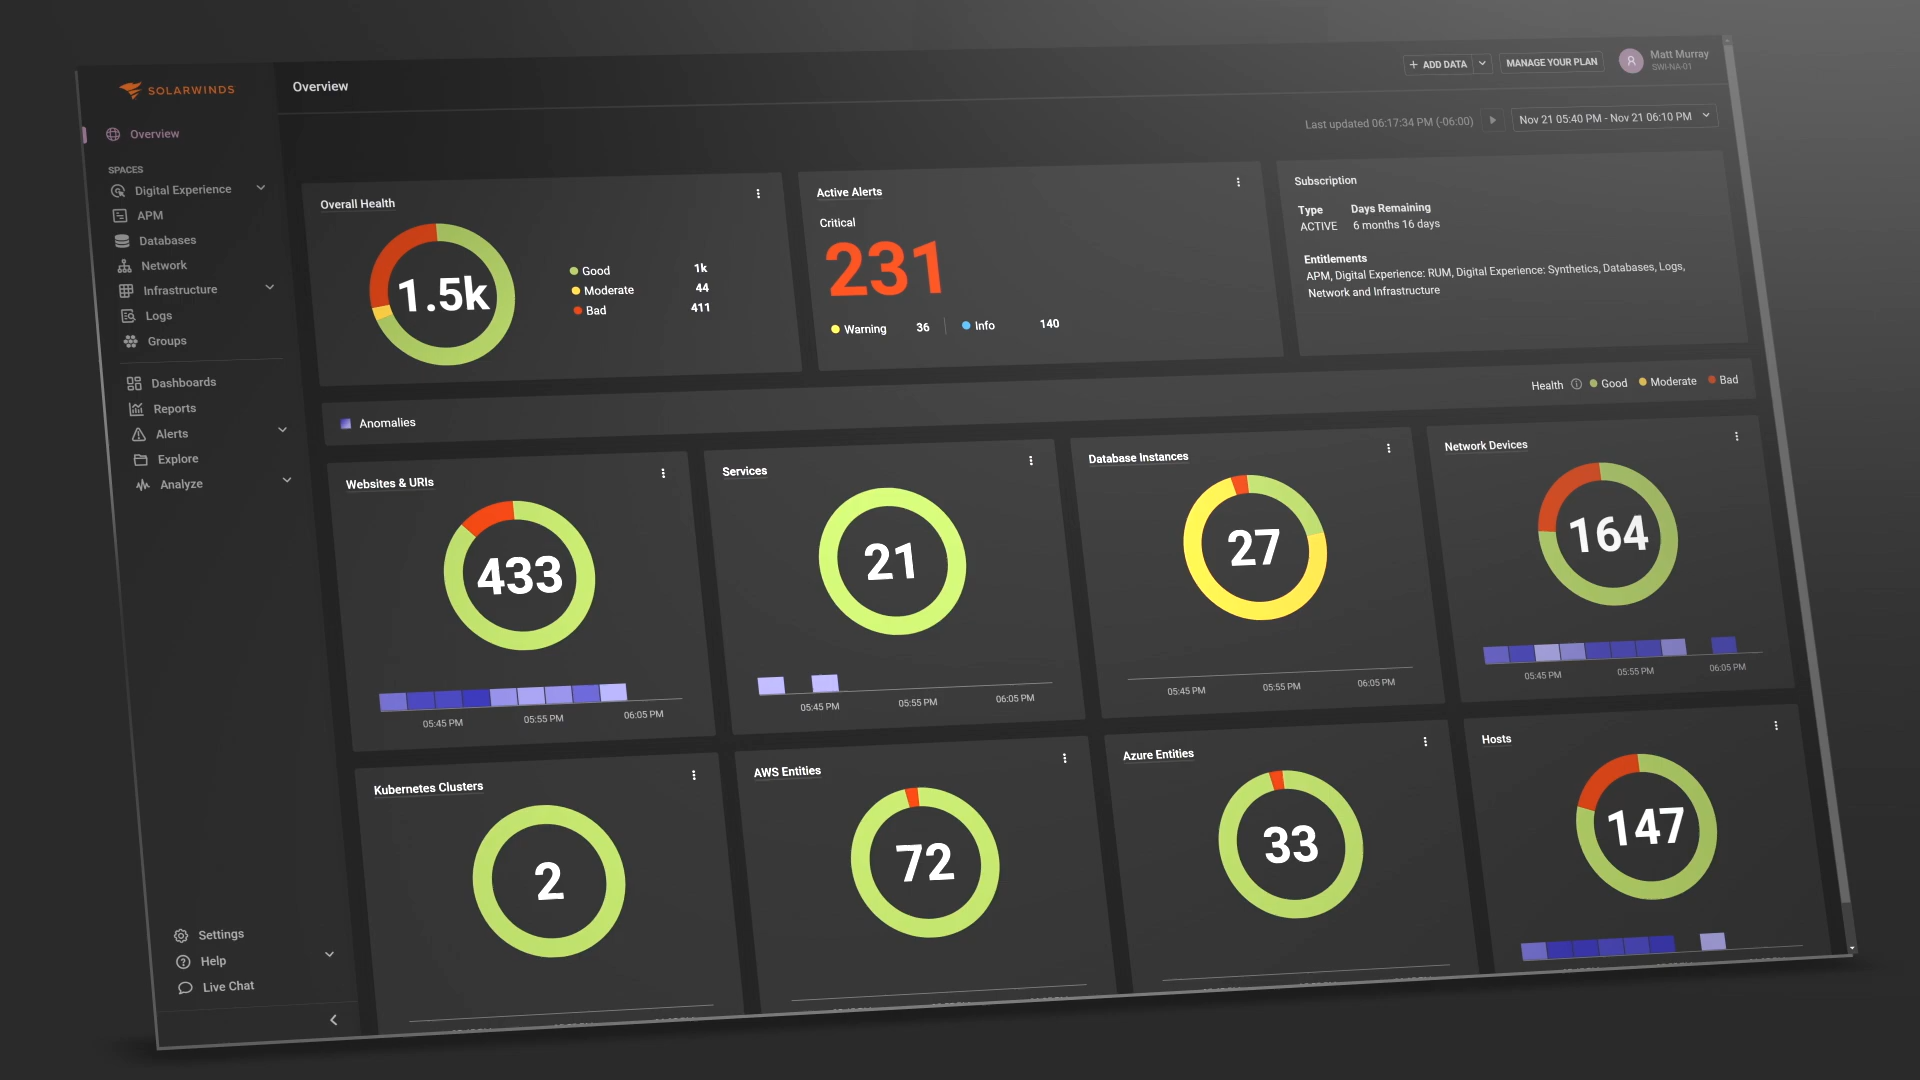 SOLARWINDS
Overview
+ ADD DATA
MANAGE YOUR PLAN
Matt Murray
SWI-NA-01
Overview
Last updated 06:17:34 PM (-06:00)
Nov 21 05:40 PM - Nov 21 06:10 PM
SPACES
Digital Experience
APM
Databases
Network
Infrastructure
Logs
Groups
Dashboards
Reports
Alerts
Explore
Analyze
Settings
Help
Live Chat
Overall Health
1.5k
Good 1k
Moderate 44
Bad 411
Active Alerts
Critical
231
Warning 36
Info 140
Subscription
Type Days Remaining
ACTIVE 6 months 16 days
Entitlements
APM, Digital Experience: RUM, Digital Experience: Synthetics, Databases, Logs,
Network and Infrastructure
Anomalies
Health Good Moderate Bad
Websites & URIs
433
05:45 PM 05:55 PM 06:05 PM
Services
21
05:45 PM 05:55 PM 06:05 PM
Database Instances
27
05:45 PM 05:55 PM 06:05 PM
Network Devices
164
05:45 PM 05:55 PM 06:05 PM
Kubernetes Clusters
2
AWS Entities
72
Azure Entities
33
Hosts
147